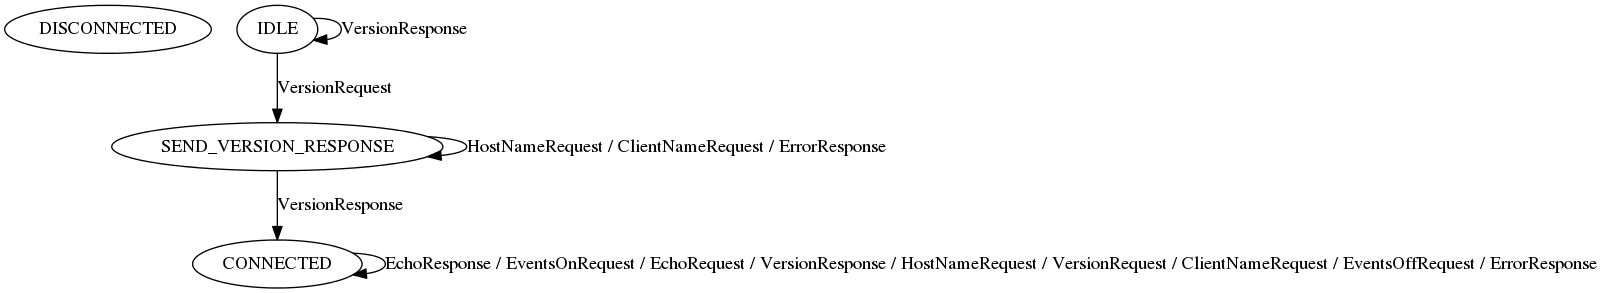 DISCONNECTED
IDLE
VersionResponse
VersionRequest
SEND_VERSION_RESPONSE
HostNameRequest / ClientNameRequest / ErrorResponse
VersionResponse
CONNECTED
EchoResponse / EventsOnRequest / EchoRequest / VersionResponse / HostNameRequest / VersionRequest / ClientNameRequest / EventsOffRequest / ErrorResponse